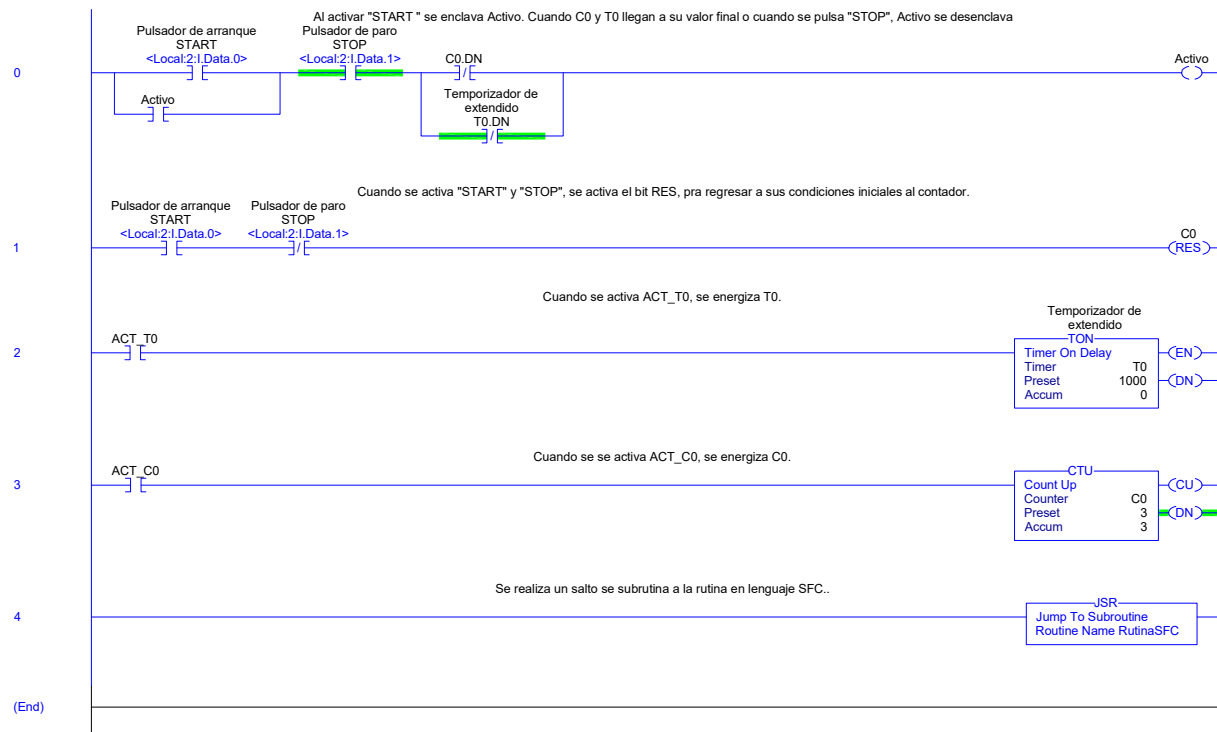 Al activar "START " se enclava Activo. Cuando C0 y T0 llegan a su valor final o cuando se pulsa "STOP", Activo se desenclava
Pulsador de arranque
START
<Local:2:I.Data.0>
Pulsador de paro
STOP
<Local:2:I.Data.1>
C0.DN
Activo
0
Activo
Temporizador de
extendido
T0.DN
Cuando se activa "START" y "STOP", se activa el bit RES, pra regresar a sus condiciones iniciales al contador.
Pulsador de arranque
START
<Local:2:I.Data.0>
Pulsador de paro
STOP
<Local:2:I.Data.1>
C0
1
RES
Cuando se activa ACT_T0, se energiza T0.
Temporizador de
extendido
ACT_T0
2
TON
Timer On Delay
Timer T0
Preset 1000
Accum 0
EN
DN
Cuando se se activa ACT_C0, se energiza C0.
ACT_C0
3
CTU
Count Up
Counter C0
Preset 3
Accum 3
CU
DN
Se realiza un salto se subrutina a la rutina en lenguaje SFC..
4
JSR
Jump To Subroutine
Routine Name RutinaSFC
(End)